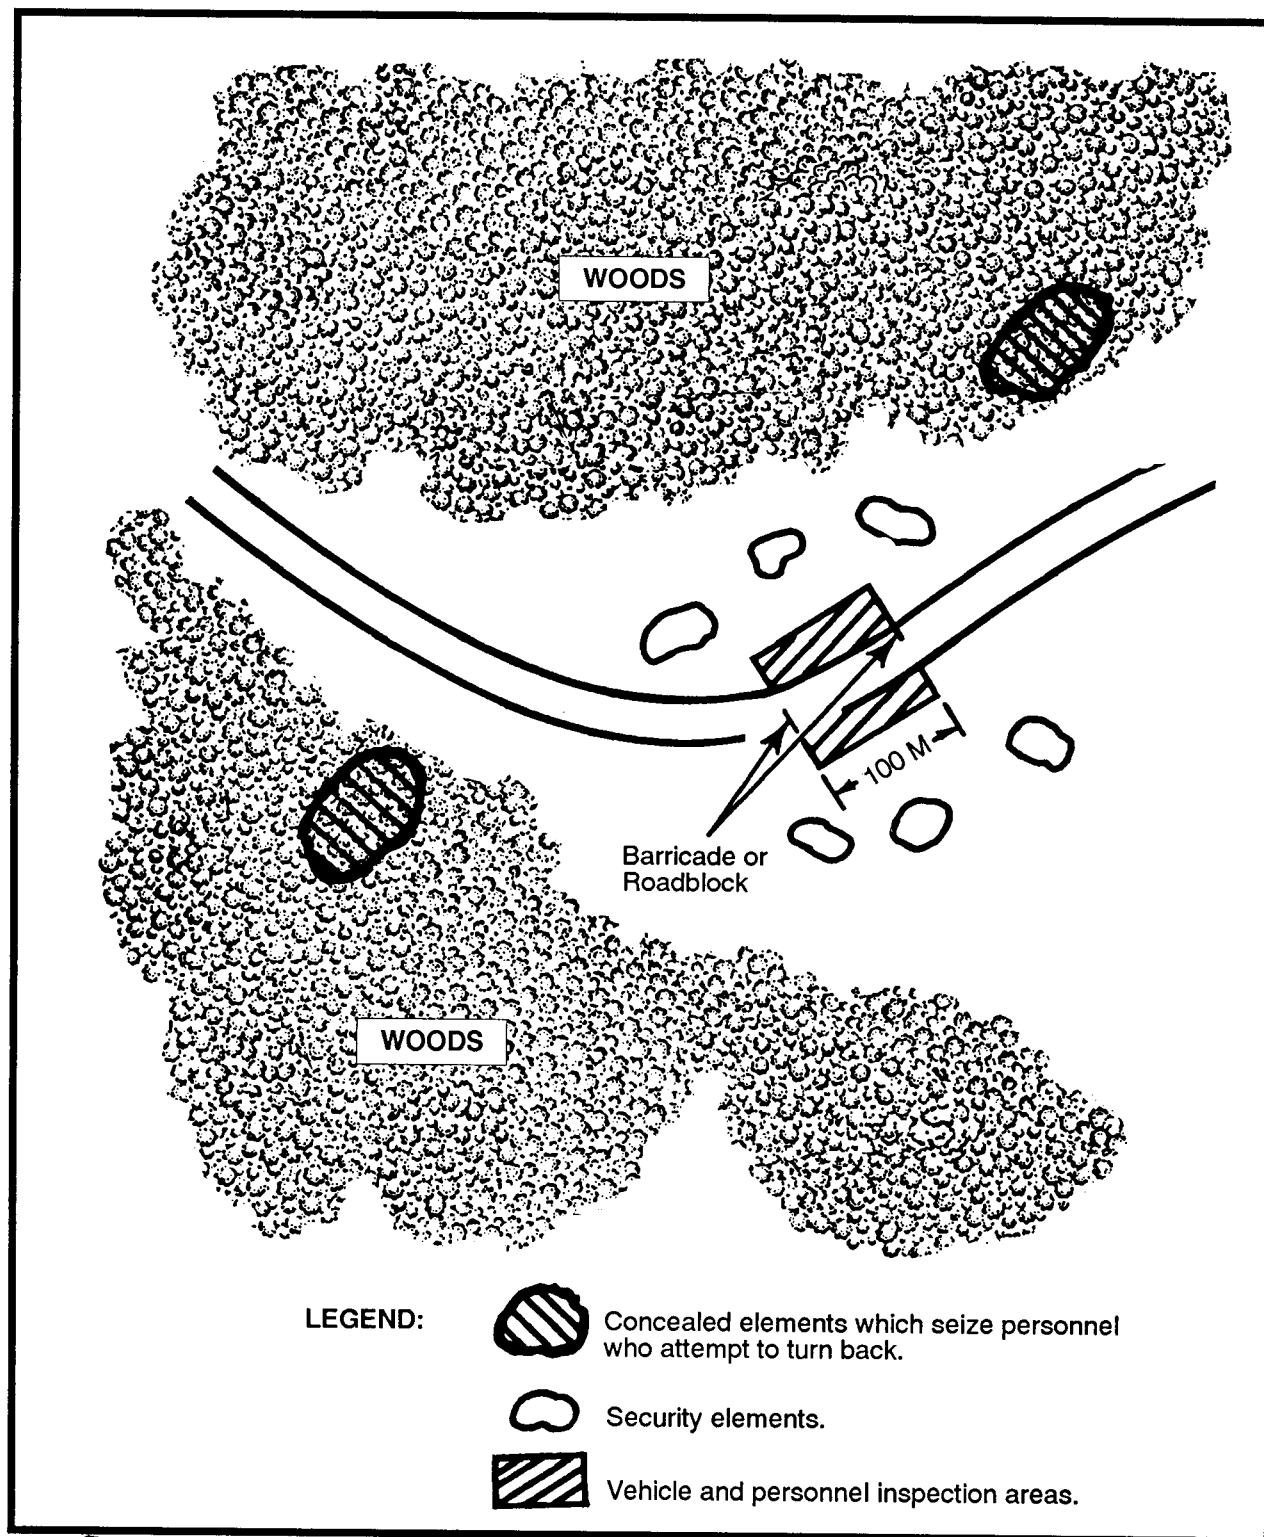 WOODS
100 M
Barricade or
Roadblock
WOODS
LEGEND:
Concealed elements which seize personnel
who attempt to turn back.
Security elements.
Vehicle and personnel inspection areas.